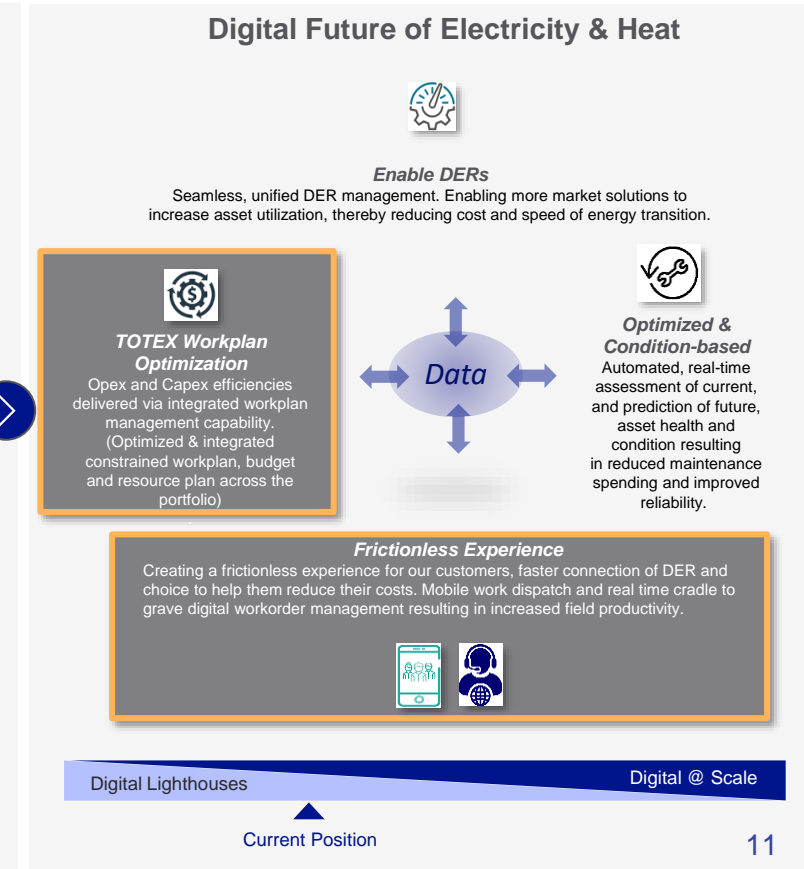 Digital Future of Electricity & Heat
Enable DERs
Seamless, unified DER management. Enabling more market solutions to
increase asset utilization, thereby reducing cost and speed of energy transition.
$
TOTEX Workplan
Optimization
Opex and Capex efficiencies
delivered via integrated workplan
management capability.
(Optimized & integrated
constrained workplan, budget
and resource plan across the
portfolio)
Data
Optimized &
Condition-based
Automated, real-time
assessment of current,
and prediction of future,
asset health and
condition resulting
in reduced maintenance
spending and improved
reliability.
Frictionless Experience
Creating a frictionless experience for our customers, faster connection of DER and
choice to help them reduce their costs. Mobile work dispatch and real time cradle to
grave digital workorder management resulting in increased field productivity.
Digital Lighthouses
Digital @ Scale
Current Position
11